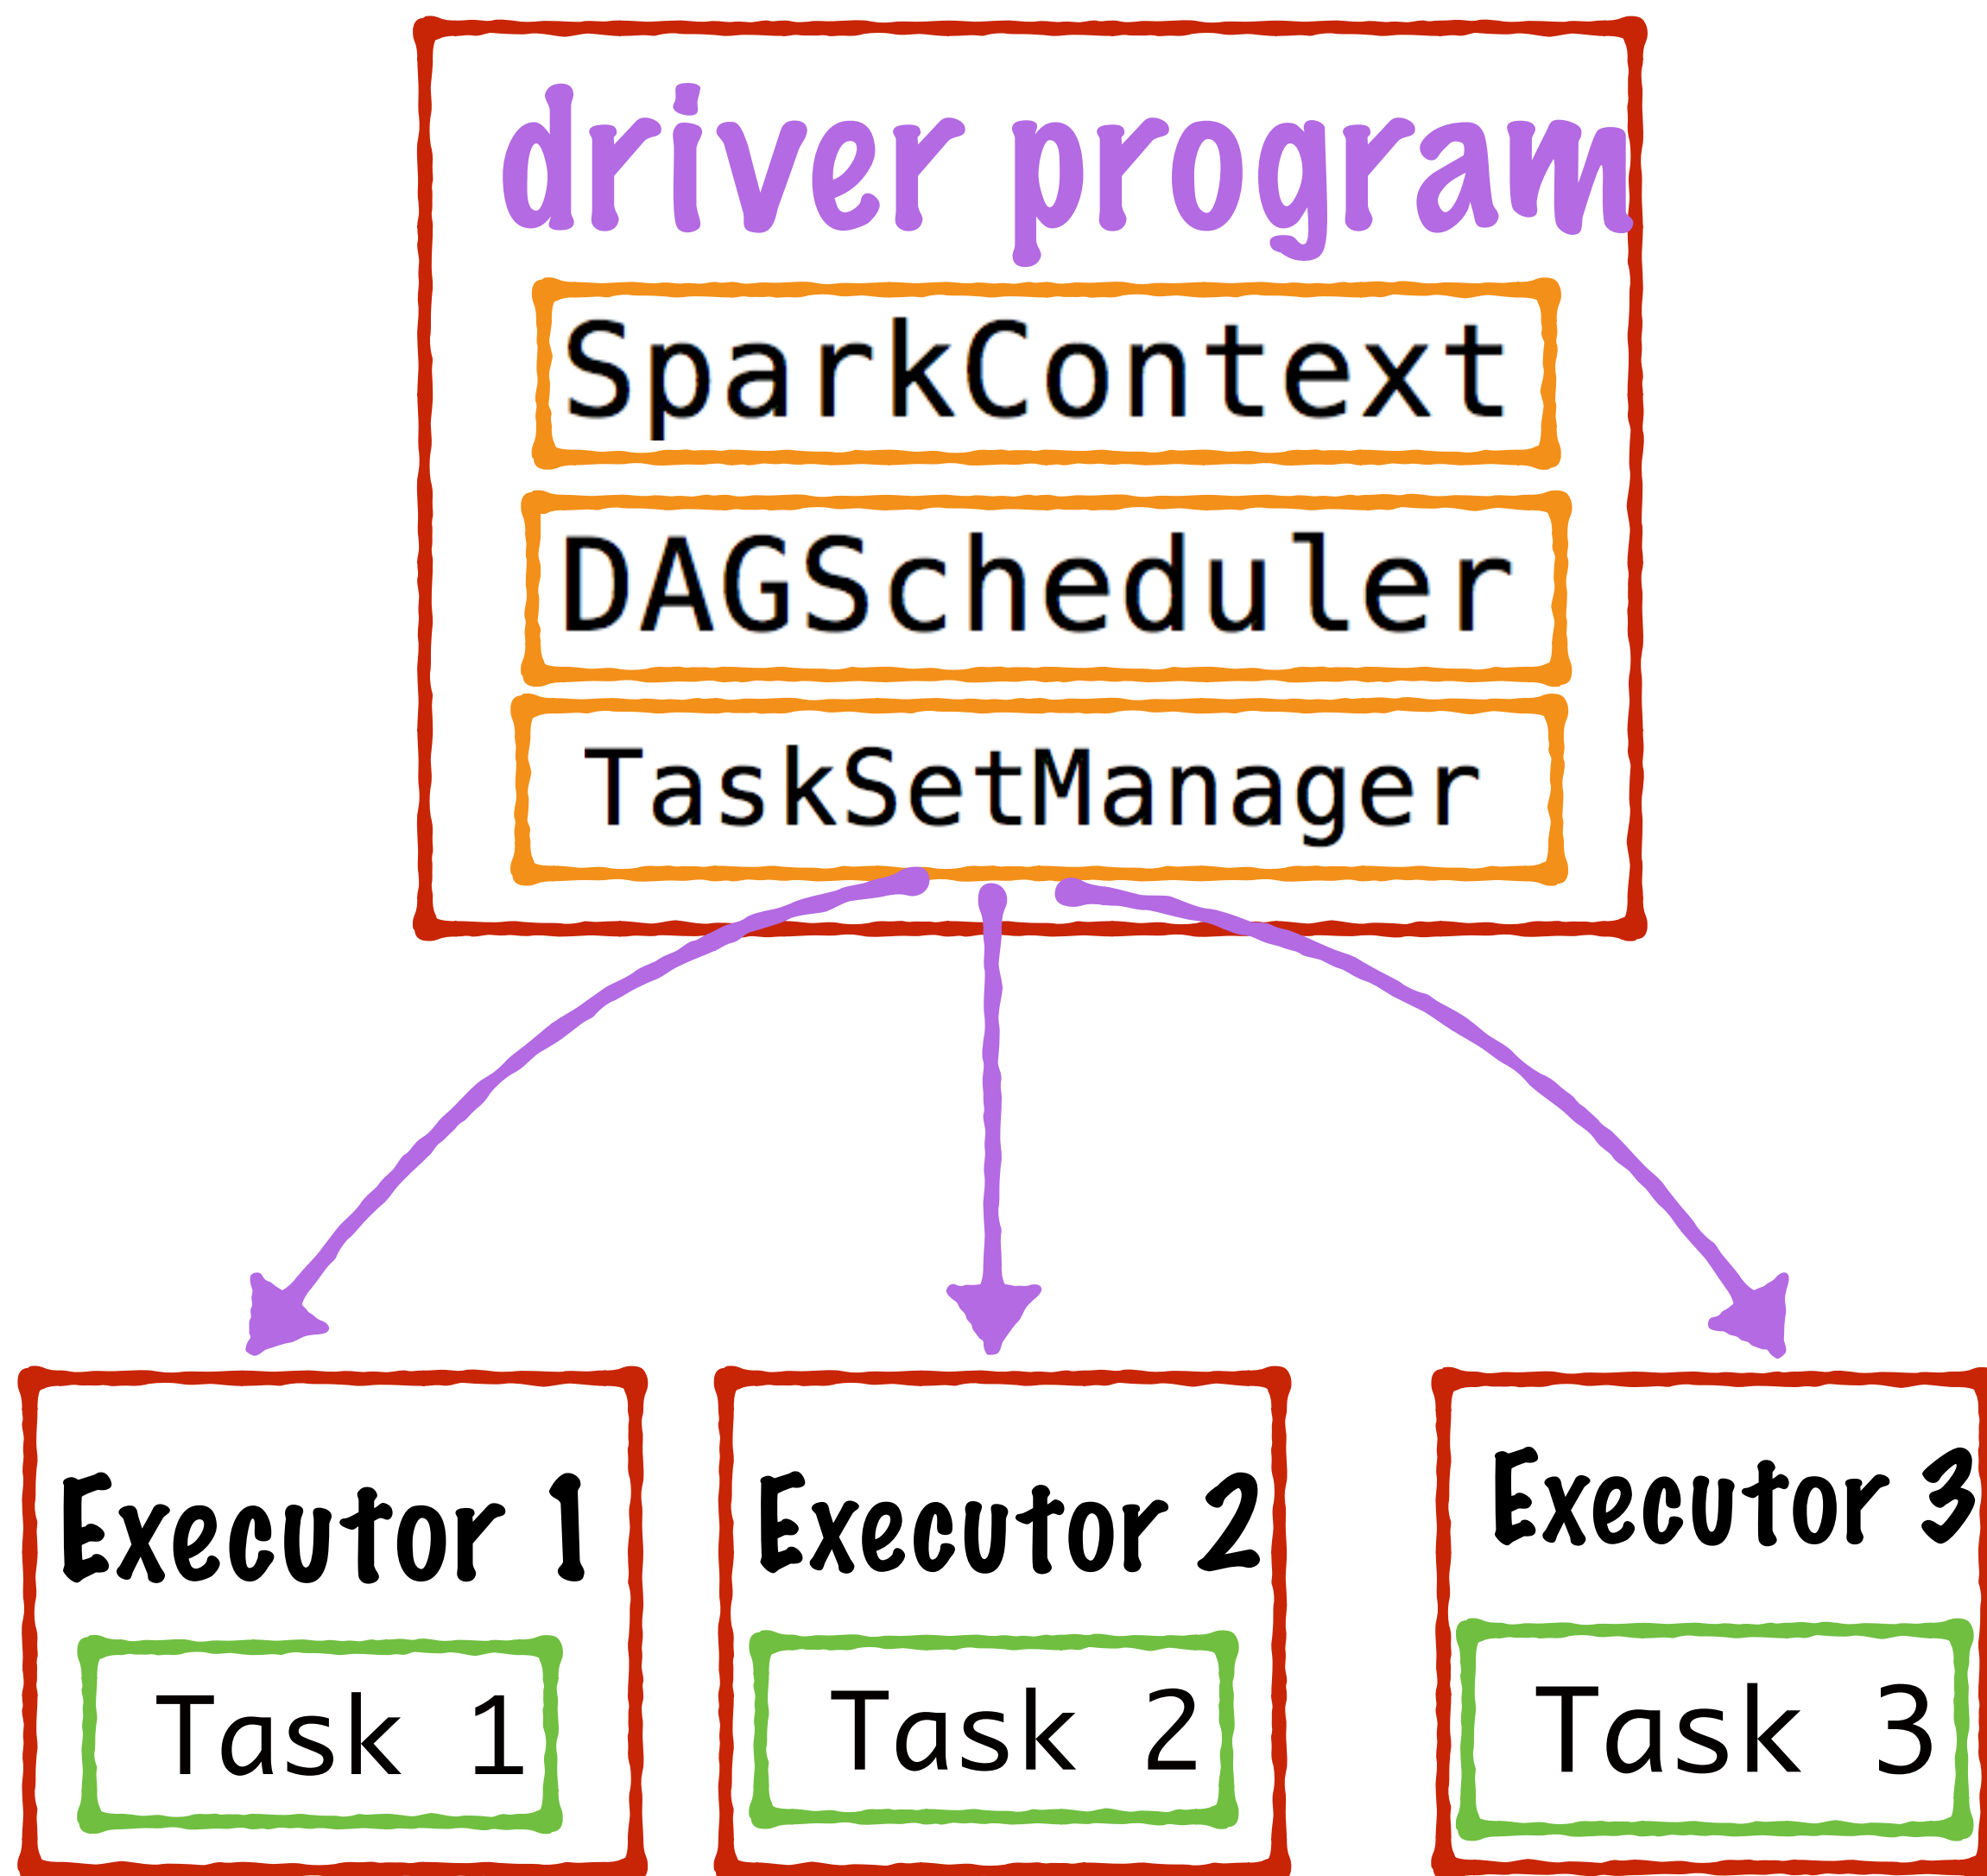 driver program
SparkContext
DAGScheduler
TaskSetManager
Executor 1
Executor 2
Executor 3
Task 1
Task 2
Task 3